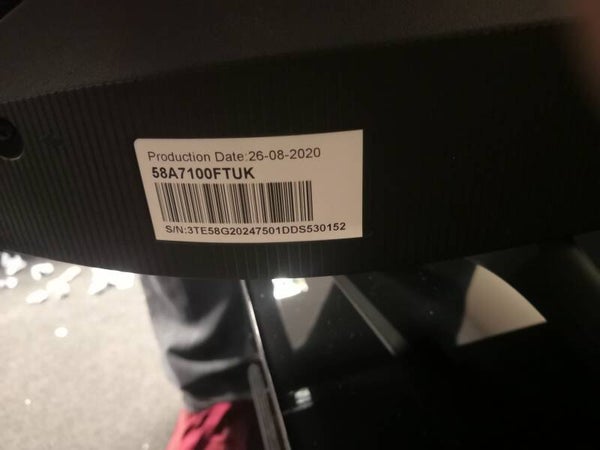 Production Date:26-08-2020
58A7100FTUK
S/N:3TE58G20247501DDS530152